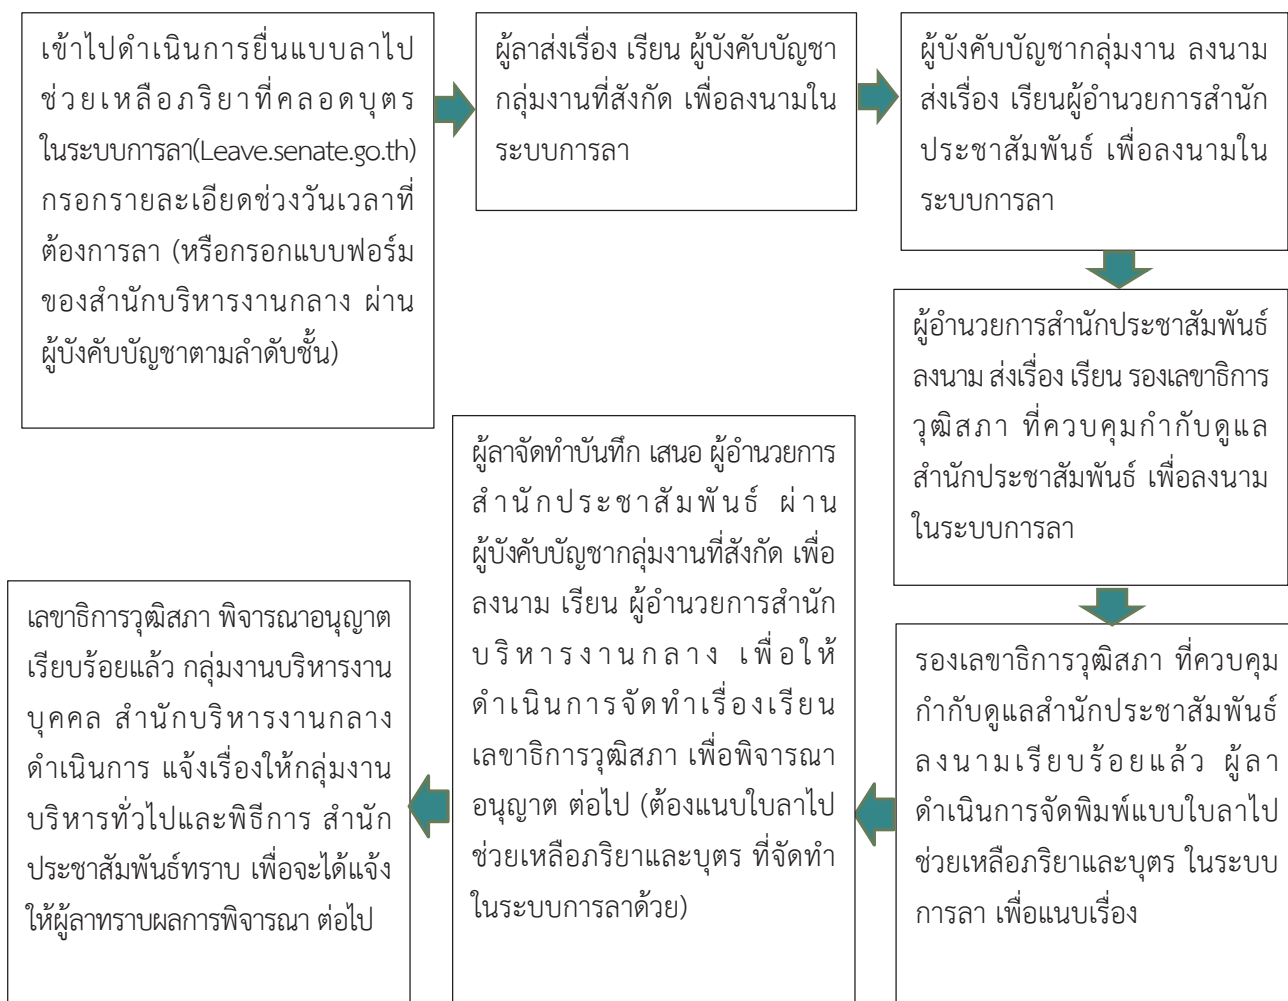 เข้าไปดำเนินการยื่นแบบลาไป
ช่วยเหลือภริยาที่คลอดบุตร
ในระบบการลา(Leave.senate.go.th)
กรอกรายละเอียดช่วงวันเวลาที่
ต้องการลา (หรือกรอกแบบฟอร์ม
ของสำนักบริหารงานกลาง ผ่าน
ผู้บังคับบัญชาตามลำดับชั้น)
ผู้ลาส่งเรื่อง เรียน ผู้บังคับบัญชา
กลุ่มงานที่สังกัด เพื่อลงนามใน
ระบบการลา
ผู้บังคับบัญชากลุ่มงาน ลงนาม
ส่งเรื่อง เรียนผู้อำนวยการสำนัก
ประชาสัมพันธ์ เพื่อลงนามใน
ระบบการลา
ผู้อำนวยการสำนักประชาสัมพันธ์
ลงนาม ส่งเรื่อง เรียน รองเลขาธิการ
วุฒิสภา ที่ควบคุมกำกับดูแล
สำนักประชาสัมพันธ์ เพื่อลงนาม
ในระบบการลา
รองเลขาธิการวุฒิสภา ที่ควบคุม
กำกับดูแลสำนักประชาสัมพันธ์
ลงนามเรียบร้อยแล้ว ผู้ลา
ดำเนินการจัดพิมพ์แบบใบลาไป
ช่วยเหลือภริยาและบุตร ในระบบ
การลา เพื่อแนบเรื่อง
ผู้ลาจัดทำบันทึก เสนอ ผู้อำนวยการ
สำนักประชาสัมพันธ์ ผ่าน
ผู้บังคับบัญชากลุ่มงานที่สังกัด เพื่อ
ลงนาม เรียน ผู้อำนวยการสำนัก
บริหารงานกลาง เพื่อให้
ดำเนินการจัดทำเรื่องเรียน
เลขาธิการวุฒิสภา เพื่อพิจารณา
อนุญาต ต่อไป (ต้องแนบใบลาไป
ช่วยเหลือภริยาและบุตร ที่จัดทำ
ในระบบการลาด้วย)
เลขาธิการวุฒิสภา พิจารณาอนุญาต
เรียบร้อยแล้ว กลุ่มงานบริหารงาน
บุคคล สำนักบริหารงานกลาง
ดำเนินการ แจ้งเรื่องให้กลุ่มงาน
บริหารทั่วไปและพิธีการ สำนัก
ประชาสัมพันธ์ทราบ เพื่อจะได้แจ้ง
ให้ผู้ลาทราบผลการพิจารณา ต่อไป